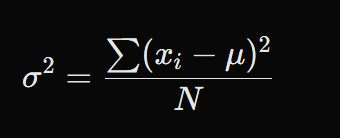 σ² = ∑(xᵢ − μ)² / N